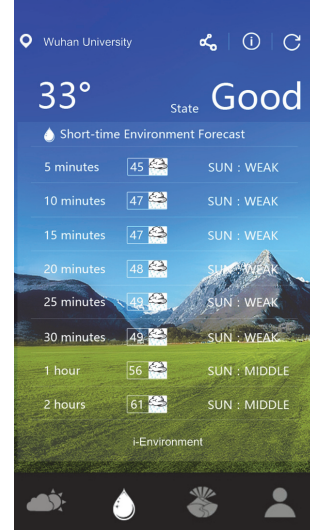 Wuhan University
33° State Good
Short-time Environment Forecast
5 minutes 45 SUN : WEAK
10 minutes 47 SUN : WEAK
15 minutes 47 SUN : WEAK
20 minutes 48 SUN : WEAK
25 minutes 49 SUN : WEAK
30 minutes 49 SUN : WEAK
1 hour 56 SUN : MIDDLE
2 hours 61 SUN : MIDDLE
i-Environment